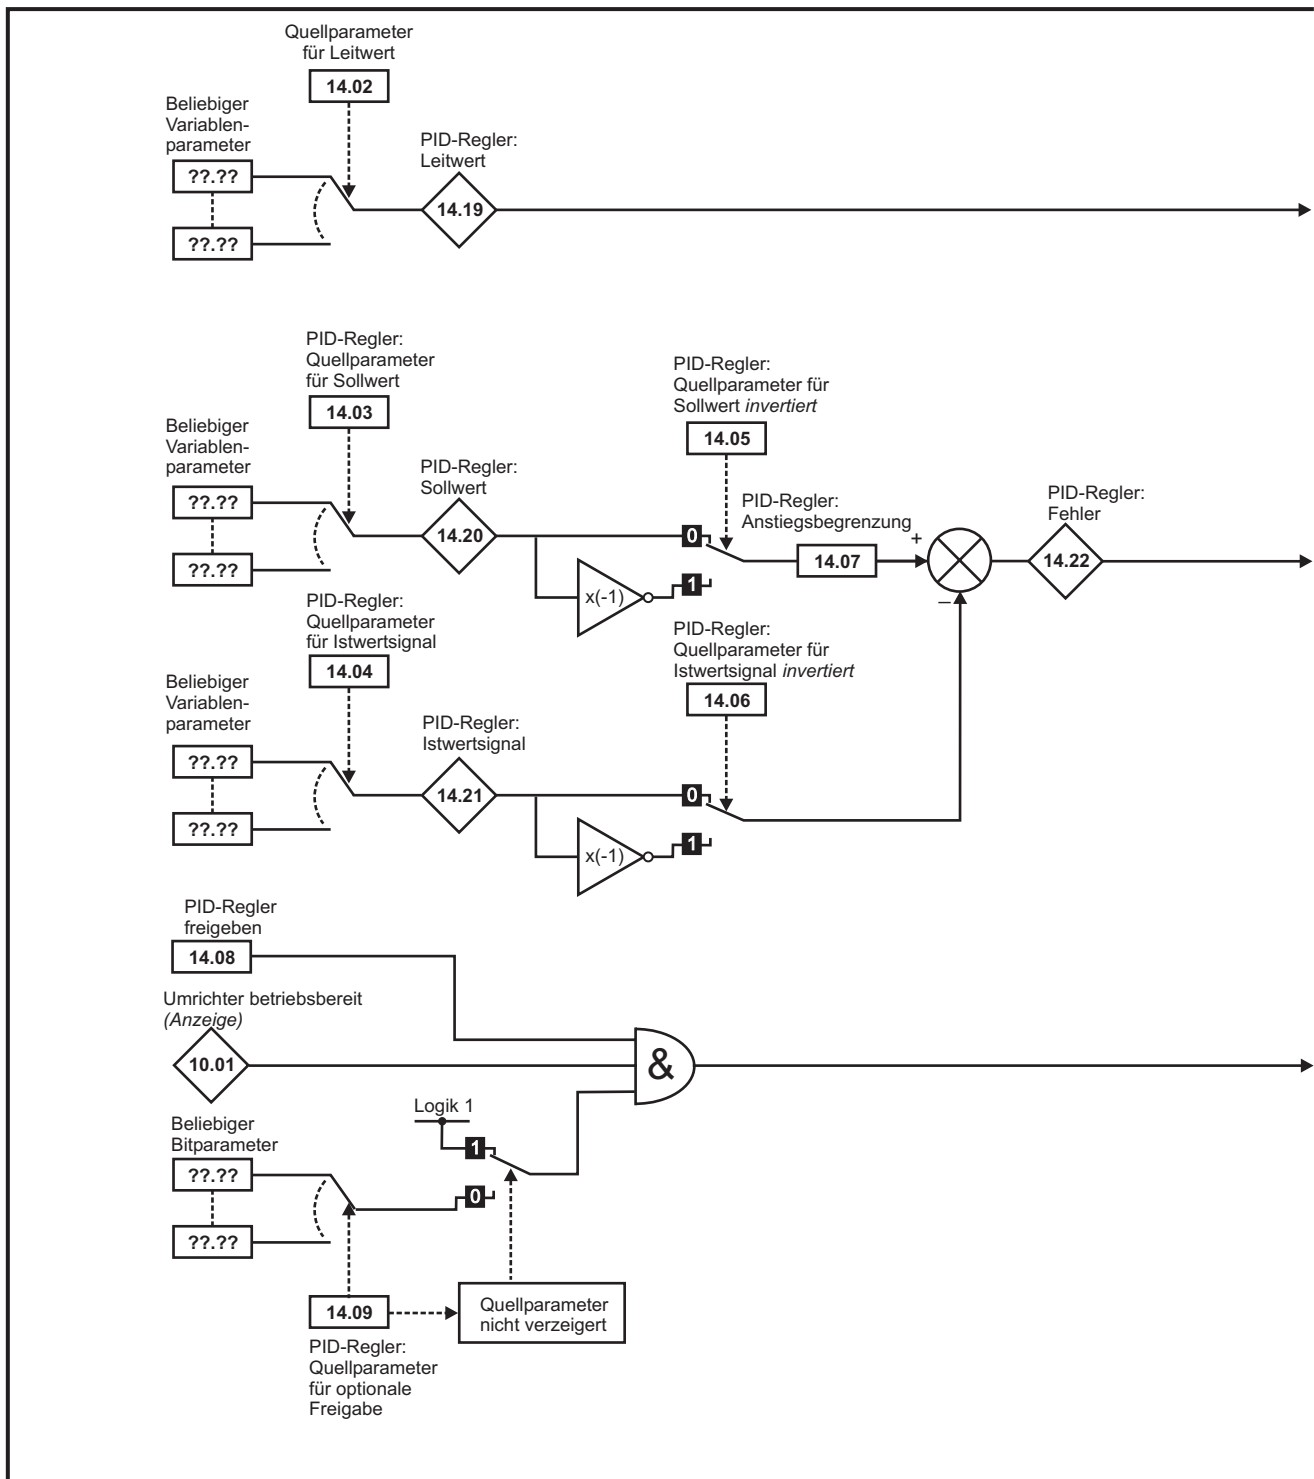 Quellparameter
für Leitwert
14.02
Beliebiger
Variablen-
parameter
??.??
??.??
PID-Regler:
Leitwert
14.19
PID-Regler:
Quellparameter
für Sollwert
14.03
Beliebiger
Variablen-
parameter
??.??
??.??
PID-Regler:
Sollwert
14.20
x(-1)
PID-Regler:
Quellparameter für
Sollwert invertiert
14.05
0
1
PID-Regler:
Anstiegsbegrenzung
14.07
+
–
PID-Regler:
Fehler
14.22
PID-Regler:
Quellparameter
für Istwertsignal
14.04
Beliebiger
Variablen-
parameter
??.??
??.??
PID-Regler:
Istwertsignal
14.21
x(-1)
PID-Regler:
Quellparameter für
Istwertsignal invertiert
14.06
0
1
PID-Regler
freigeben
14.08
Umrichter betriebsbereit
(Anzeige)
10.01
&
Logik 1
1
0
Beliebiger
Bitparameter
??.??
??.??
14.09
PID-Regler:
Quellparameter
für optionale
Freigabe
Quellparameter
nicht verzeigert